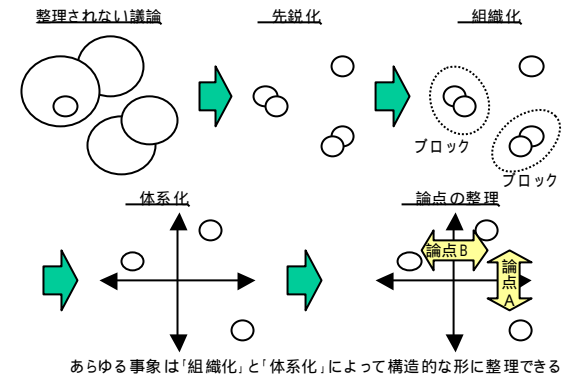 整理されない議論
先鋭化
組織化
ブロック
ブロック
体系化
論点の整理
論点B
論点A
あらゆる事象は｢組織化｣と｢体系化｣によって構造的な形に整理できる